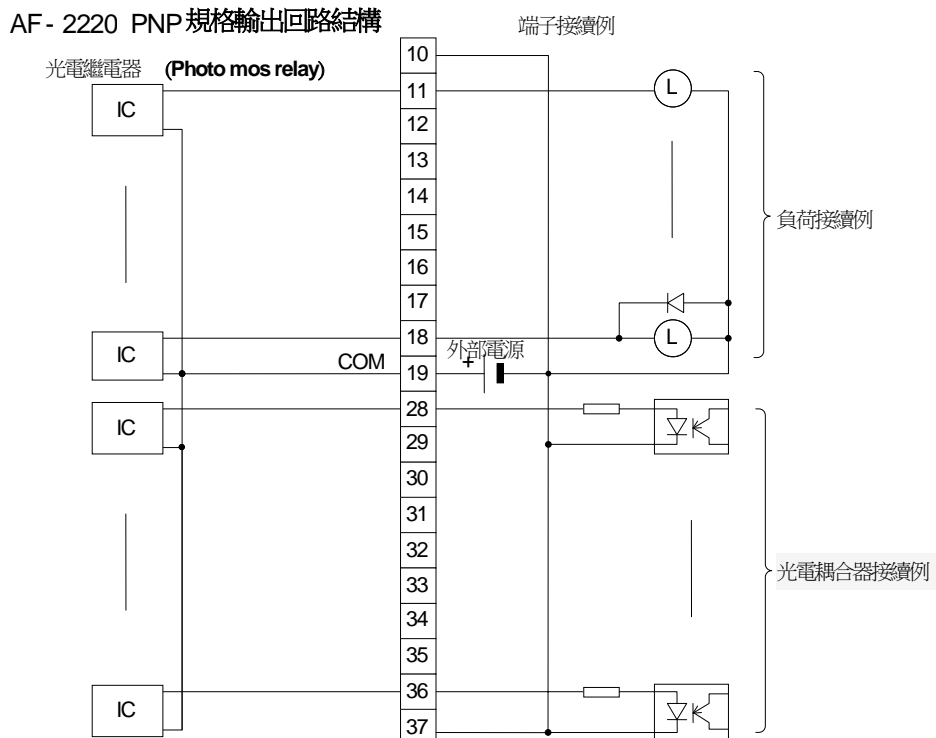 AF- 2220 PNP規格輸出回路結構
端子接續例
光電繼電器 (Photo mos relay)
10
IC
11
L
12
13
14
15
負荷接續例
16
17
18
L
IC
COM
19
+
外部電源
28
IC
29
30
31
32
光電耦合器接續例
33
34
35
36
IC
37